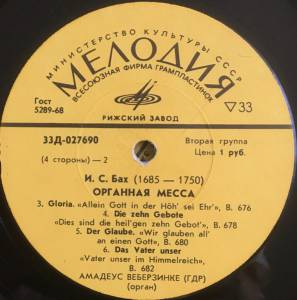 МИНИСТЕРСТВО КУЛЬТУРЫ СССР
МЕЛОДИЯ
ВСЕСОЮЗНАЯ ФИРМА ГРАМПЛАСТИНОК
Гост
5289-68
РИЖСКИЙ ЗАВОД
▽33
33Д-027690
(4 стороны) — 2
Вторая группа
Цена 1 руб.
И. С. Бах (1685 — 1750)
ОРГАННАЯ МЕССА
3. Gloria. «Allein Gott in der Höh' sei Ehr'», B. 676
4. Die zehn Gebote
«Dies sind die heil'gen zehn Gebot'», B. 678
5. Der Glaube. «Wir glauben all'
an einen Gott», B. 680
6. Das Vater unser
«Vater unser im Himmelreich»,
B. 682
АМАДЕУС ВЕБЕРЗИНКЕ (ГДР)
(орган)